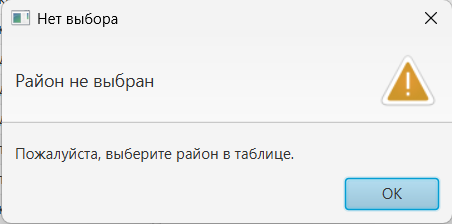 Нет выбора
Район не выбран
Пожалуйста, выберите район в таблице.
OK